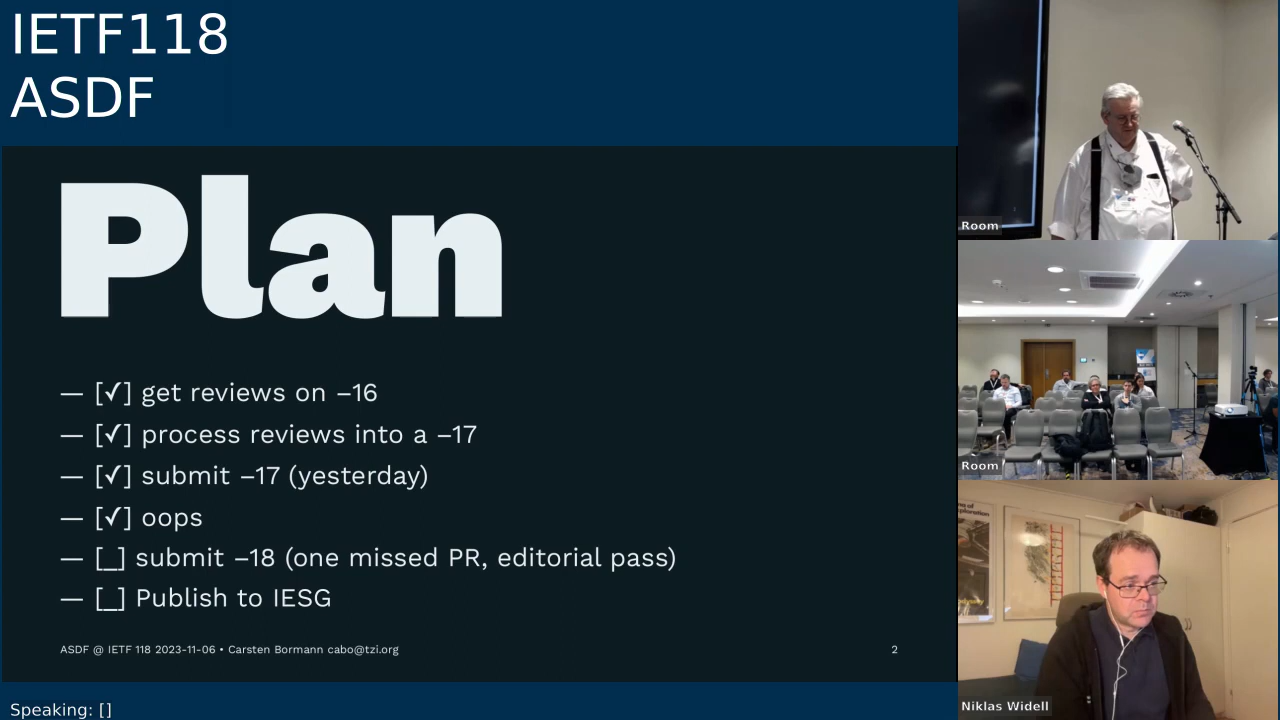 IETF118
ASDF
Plan
— [✓] get reviews on –16
— [✓] process reviews into a –17
— [✓] submit –17 (yesterday)
— [✓] oops
— [_] submit –18 (one missed PR, editorial pass)
— [_] Publish to IESG
ASDF @ IETF 118 2023-11-06 • Carsten Bormann cabo@tzi.org
2
Speaking: []
Room
Room
Niklas Widell